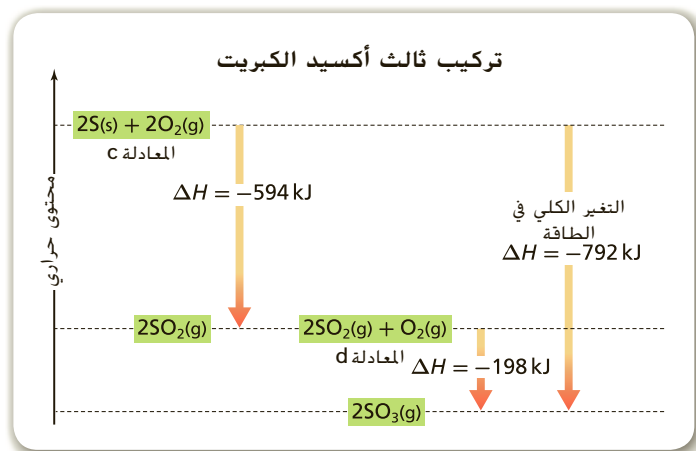 تركيب ثالث أكسيد الكبريت
محتوى حراري
2S(s) + 2O₂(g)
المعادلة c
ΔH = −594 kJ
التغير الكلي في
الطاقة
ΔH = −792 kJ
2SO₂(g)
2SO₂(g) + O₂(g)
المعادلة d
ΔH = −198 kJ
2SO₃(g)